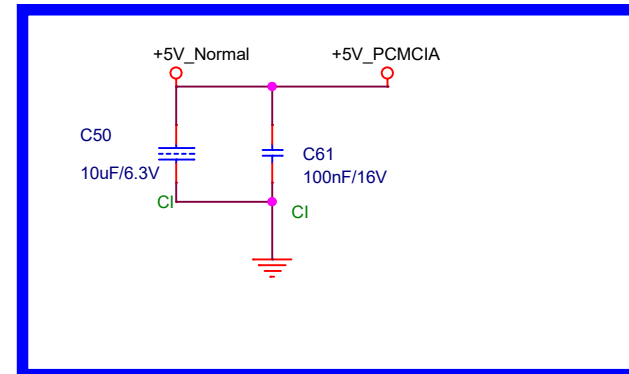 +5V_Normal
+5V_PCMCIA
C50
10uF/6.3V
CI
C61
100nF/16V
CI